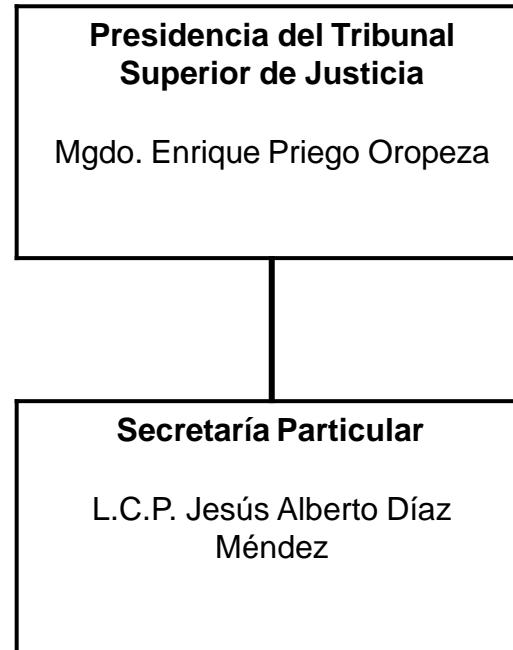 Presidencia del Tribunal
Superior de Justicia
Mgdo. Enrique Priego Oropeza
Secretaría Particular
L.C.P. Jesús Alberto Díaz
Méndez